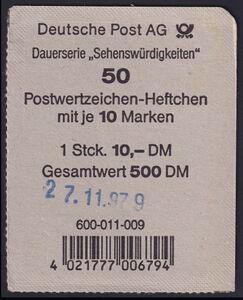 Deutsche Post AG
Dauerserie „Sehenswürdigkeiten“
50
Postwertzeichen-Heftchen
mit je 10 Marken
1 Stck. 10,– DM
Gesamtwert 500 DM
27.11.97 9
600-011-009
4 021777 006794